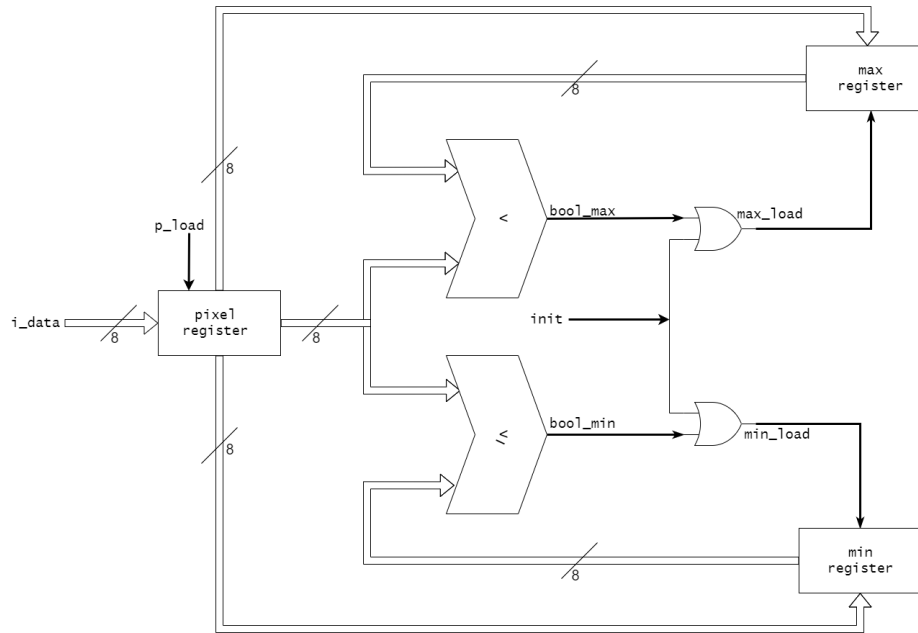 max
register
8
8
<
bool_max
max_load
p_load
i_data
8
pixel
register
8
init
≤
bool_min
min_load
8
8
min
register